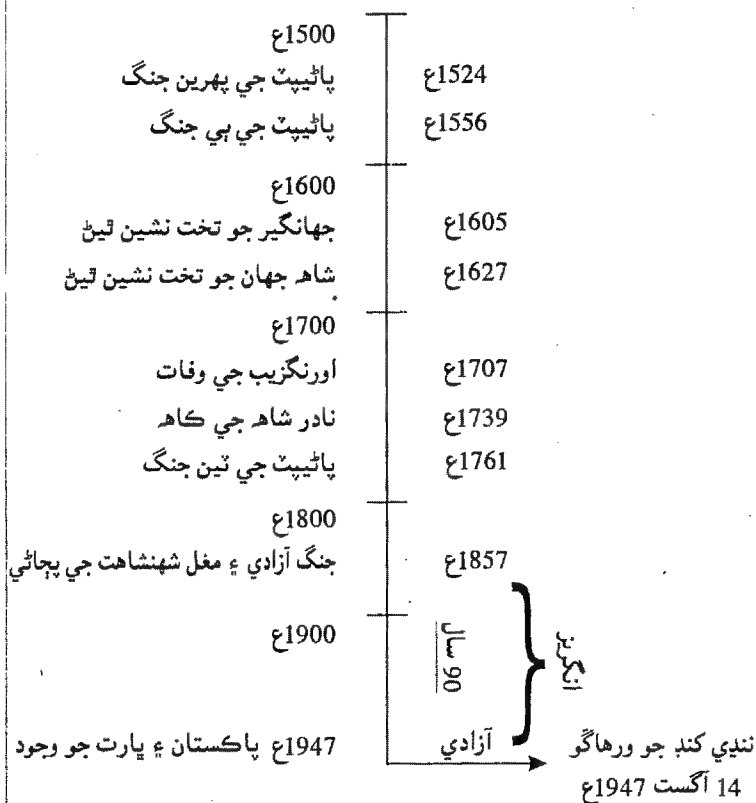 1500ع
پاڻيپٽ جي پهرين جنگ 1524ع
پاڻيپٽ جي ٻي جنگ 1556ع
1600ع
جهانگير جو تخت نشين ٿيڻ 1605ع
شاهه جهان جو تخت نشين ٿيڻ 1627ع
1700ع
اورنگزيب جي وفات 1707ع
نادر شاهه جي ڪاهه 1739ع
پاڻيپٽ جي ٽين جنگ 1761ع
1800ع
جنگ آزادي ۽ مغل شهنشاهت جي پڄاڻي 1857ع
1900ع
90 سال
انگريز
1947ع پاڪستان ۽ ڀارت جو وجود
آزادي
ننڍي کنڊ جو ورهاڱو
14 آگسٽ 1947ع